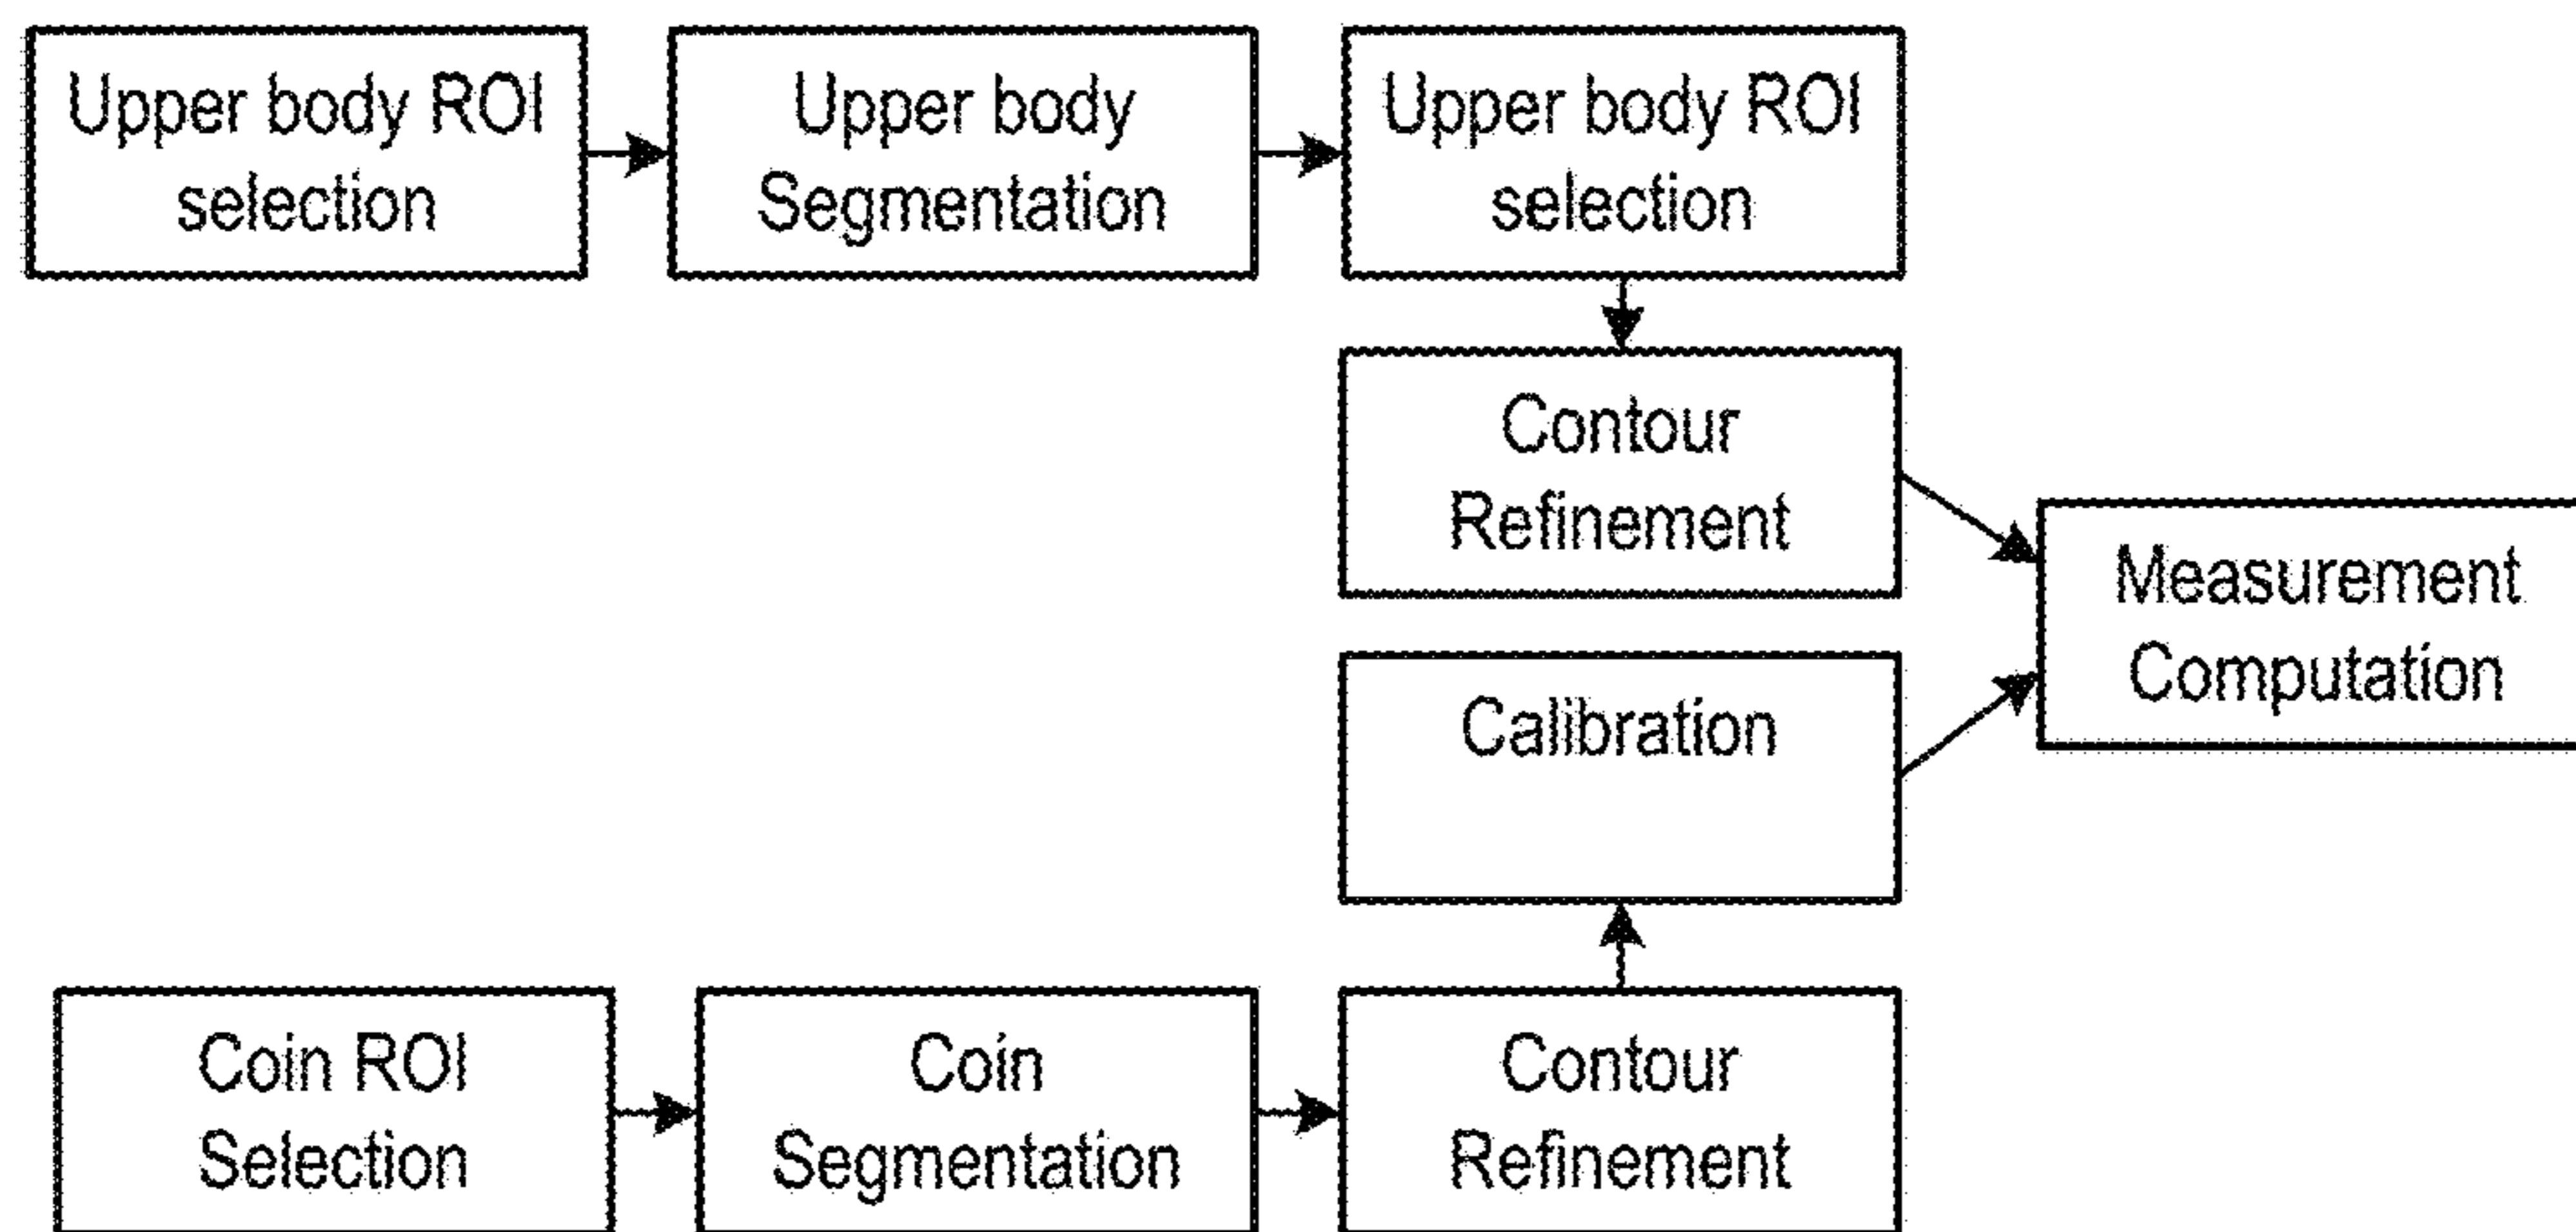 Upper body ROI
selection
Upper body
Segmentation
Upper body ROI
selection
Contour
Refinement
Measurement
Computation
Calibration
Coin ROI
Selection
Coin
Segmentation
Contour
Refinement